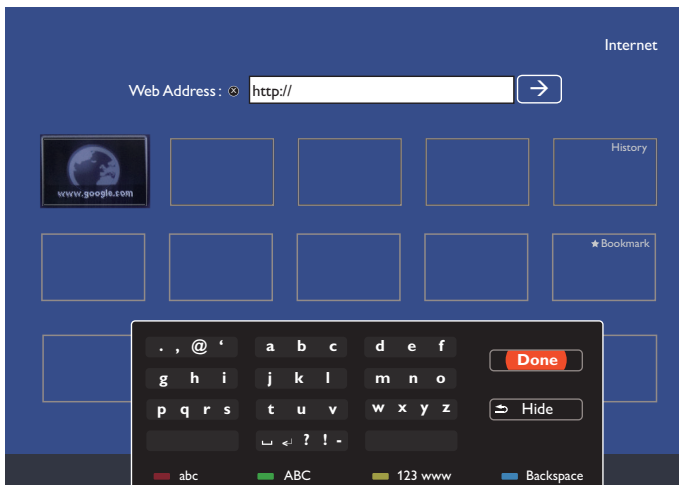 Internet
Web Address : ⊗ http:// →
www.google.com
History
★ Bookmark
. , @ ‘ a b c d e f
Done
g h i j k l m n o
p q r s t u v w x y z
Hide
␣ ↵ ? ! -
abc ABC 123 www Backspace